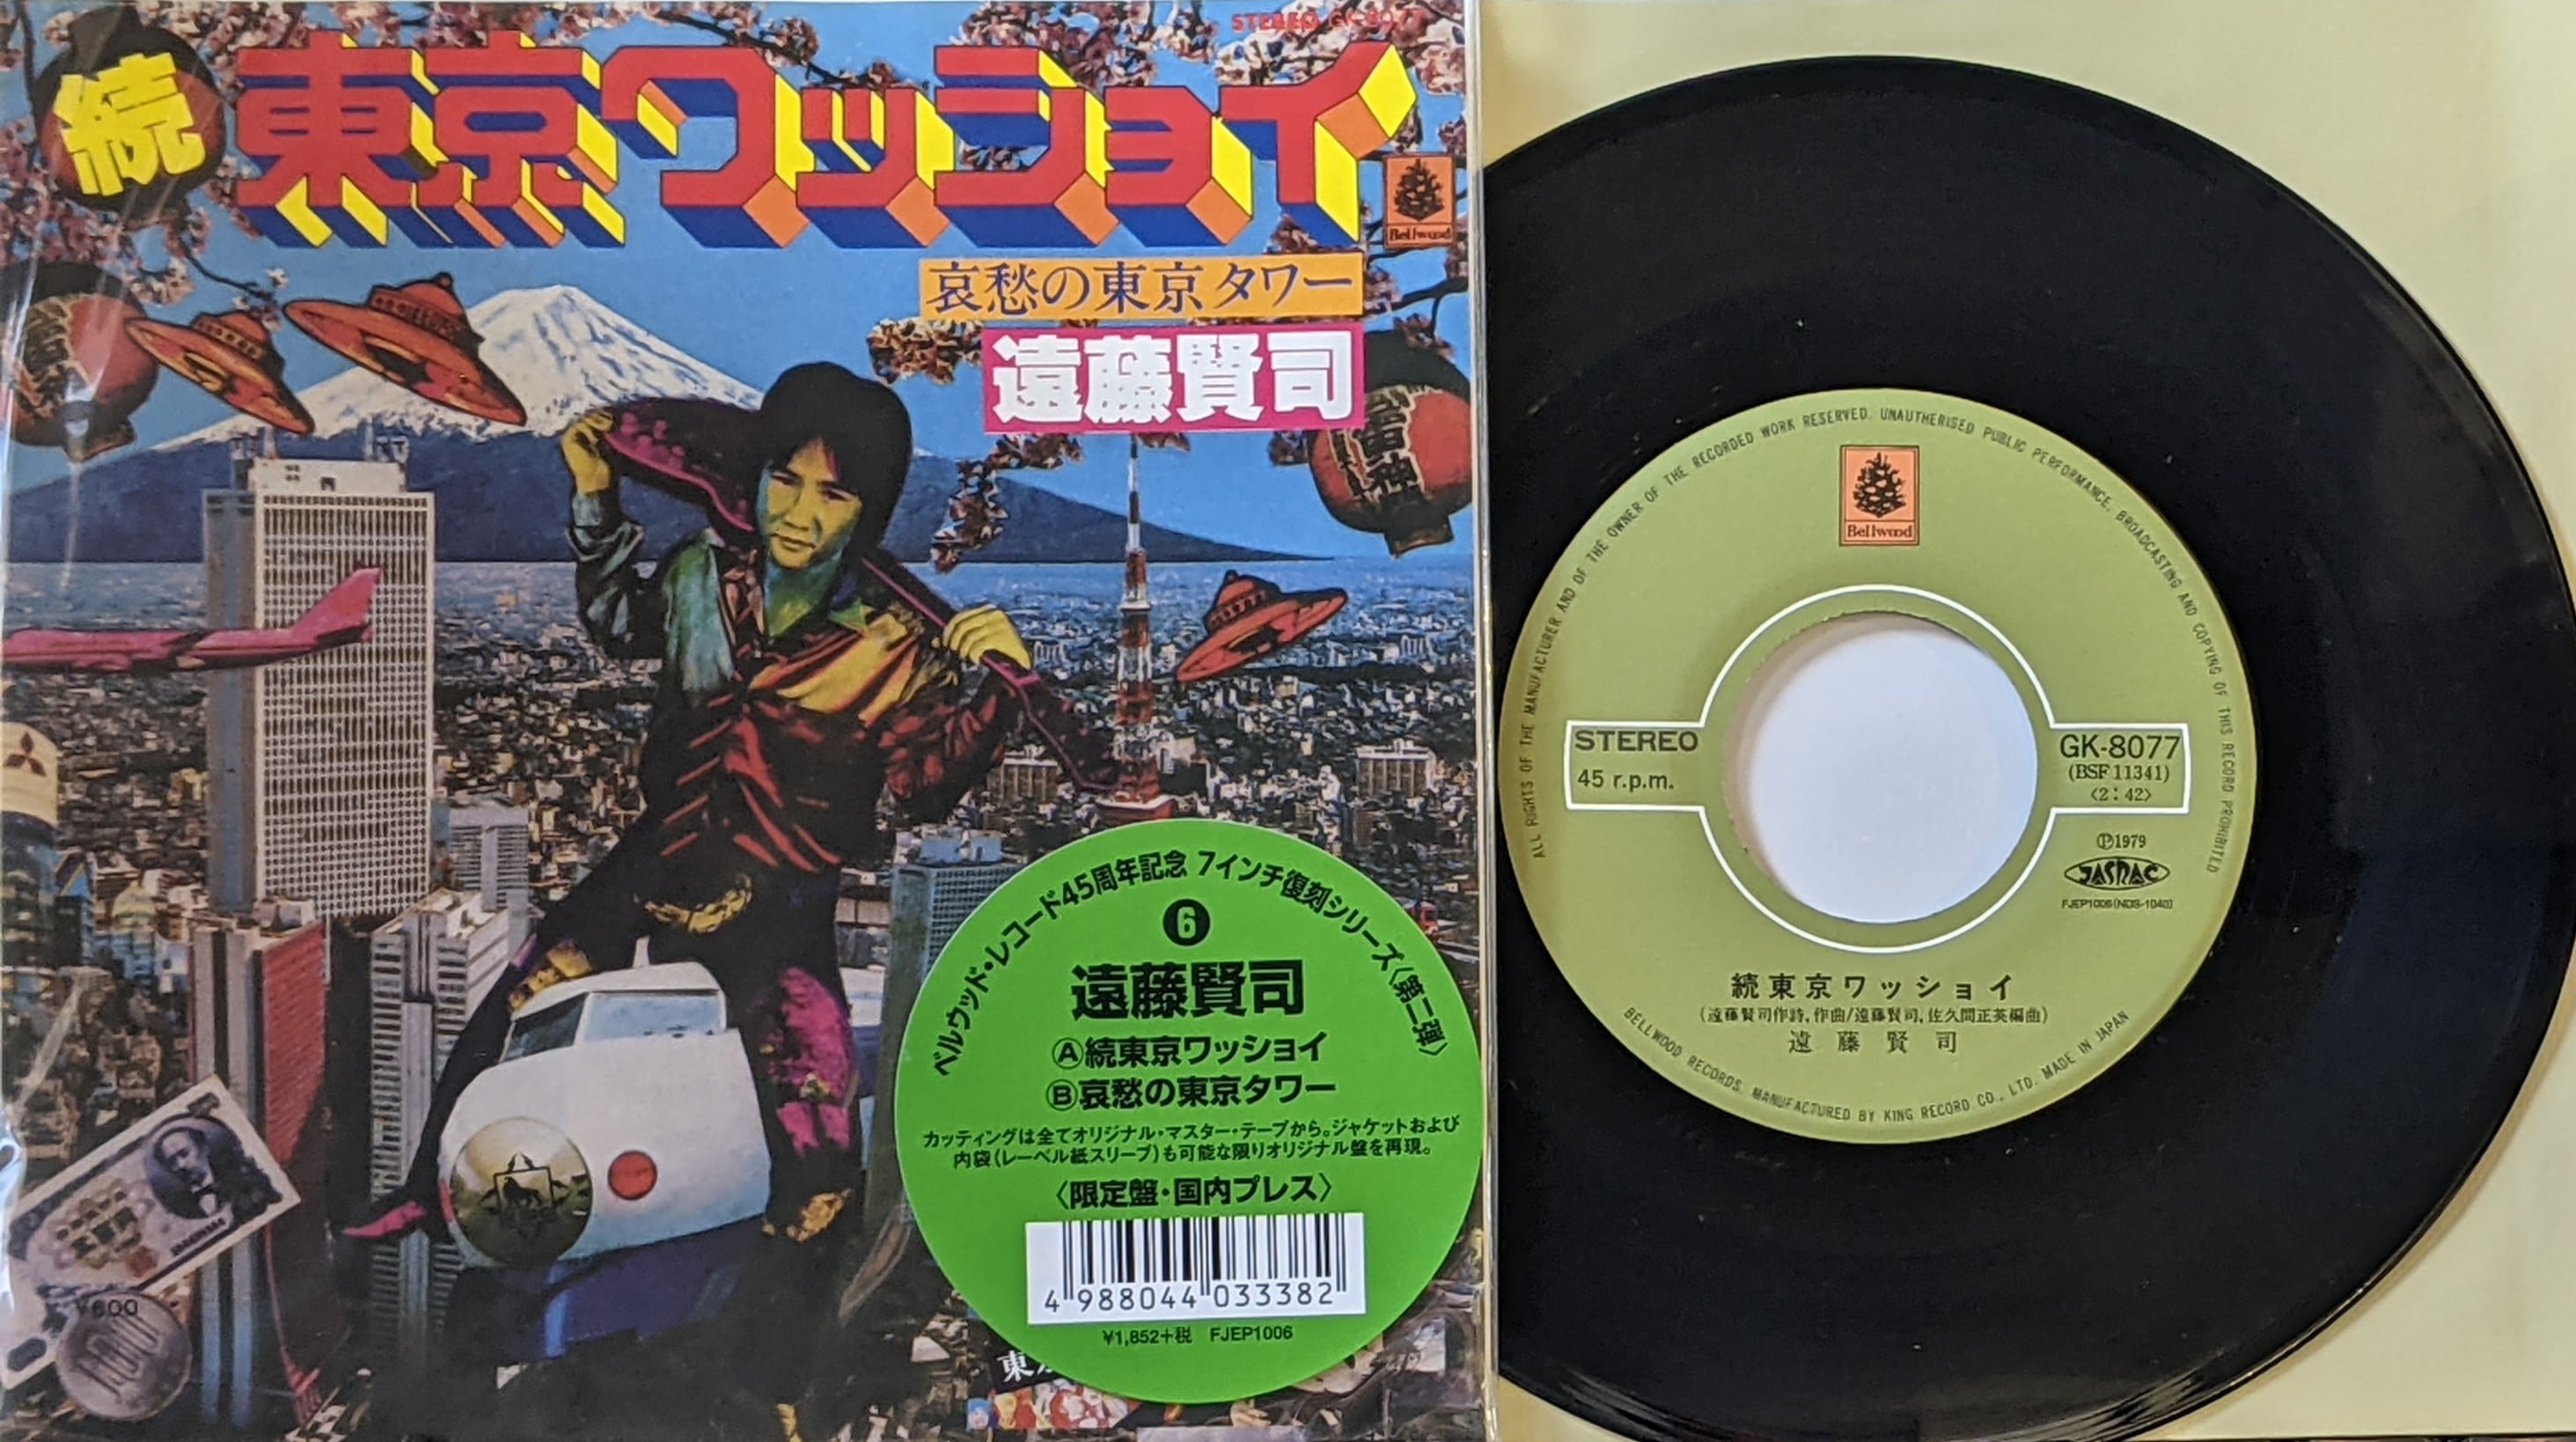 STEREO GK-8077
続
東京ワッショイ
Bellwood
哀愁の東京タワー
遠藤賢司
雷神
¥600
100
ベルウッド・レコード45周年記念 7インチ復刻シリーズ〈第二弾〉
6
遠藤賢司
Ⓐ続東京ワッショイ
Ⓑ哀愁の東京タワー
カッティングは全てオリジナル・マスター・テープから。ジャケットおよび
内袋(レーベル紙スリーブ)も可能な限りオリジナル盤を再現。
〈限定盤・国内プレス〉
4 988044 033382
¥1,852+税 FJEP1006
ALL RIGHTS OF THE MANUFACTURER AND OF THE OWNER OF THE RECORDED WORK RESERVED. UNAUTHORISED PUBLIC PERFORMANCE, BROADCASTING AND COPYING OF THIS RECORD PROHIBITED
Bellwood
STEREO
45 r.p.m.
GK-8077
(BSF 11341)
〈2:42〉
Ⓟ1979
JASRAC
FJEP1006(NDS-1040)
続東京ワッショイ
(遠藤賢司作詩,作曲/遠藤賢司,佐久間正英編曲)
遠藤賢司
BELLWOOD RECORDS. MANUFACTURED BY KING RECORD CO., LTD. MADE IN JAPAN